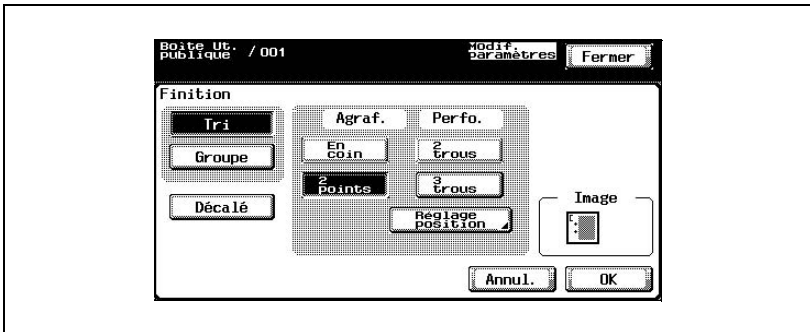 Boîte Ut. publique / 001
Modif. paramètres
Fermer
Finition
Tri
Agraf.
Perfo.
En coin
2 trous
Groupe
2 points
3 trous
Décalé
Réglage position
Image
Annul.
OK